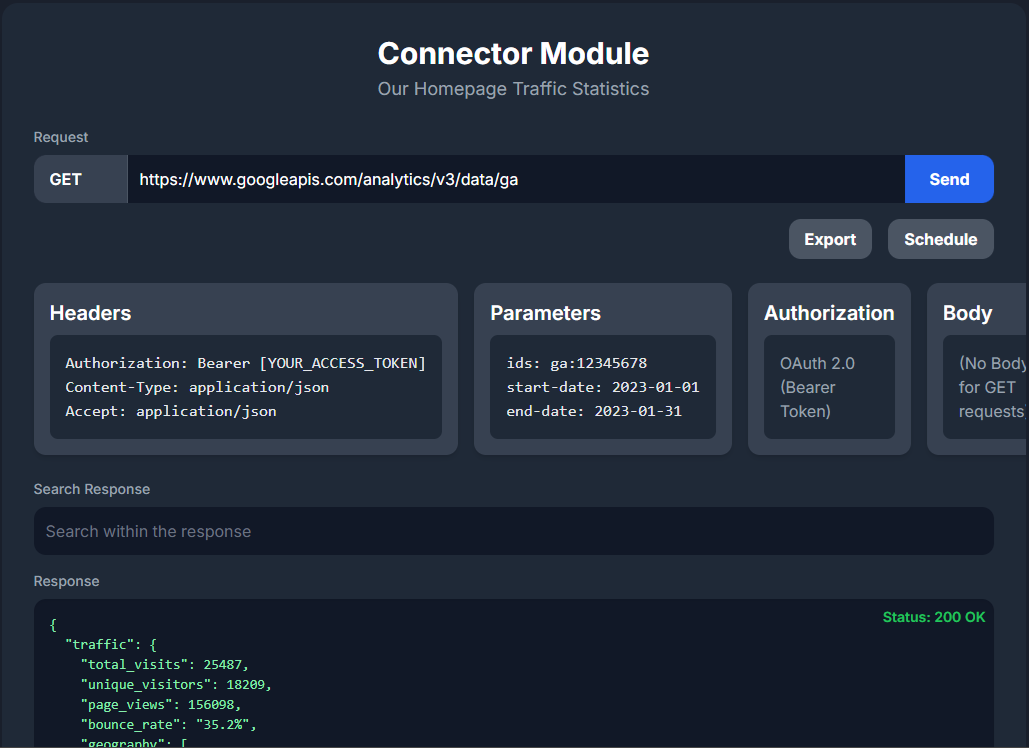 Connector Module
Our Homepage Traffic Statistics
Request
GET
https://www.googleapis.com/analytics/v3/data/ga
Send
Export
Schedule
Headers
Authorization: Bearer [YOUR_ACCESS_TOKEN]
Content-Type: application/json
Accept: application/json
Parameters
ids: ga:12345678
start-date: 2023-01-01
end-date: 2023-01-31
Authorization
OAuth 2.0
(Bearer
Token)
Body
(No Body
for GET
requests
Search Response
Search within the response
Response
Status: 200 OK
{
"traffic": {
"total_visits": 25487,
"unique_visitors": 18209,
"page_views": 156098,
"bounce_rate": "35.2%",
"geography": [